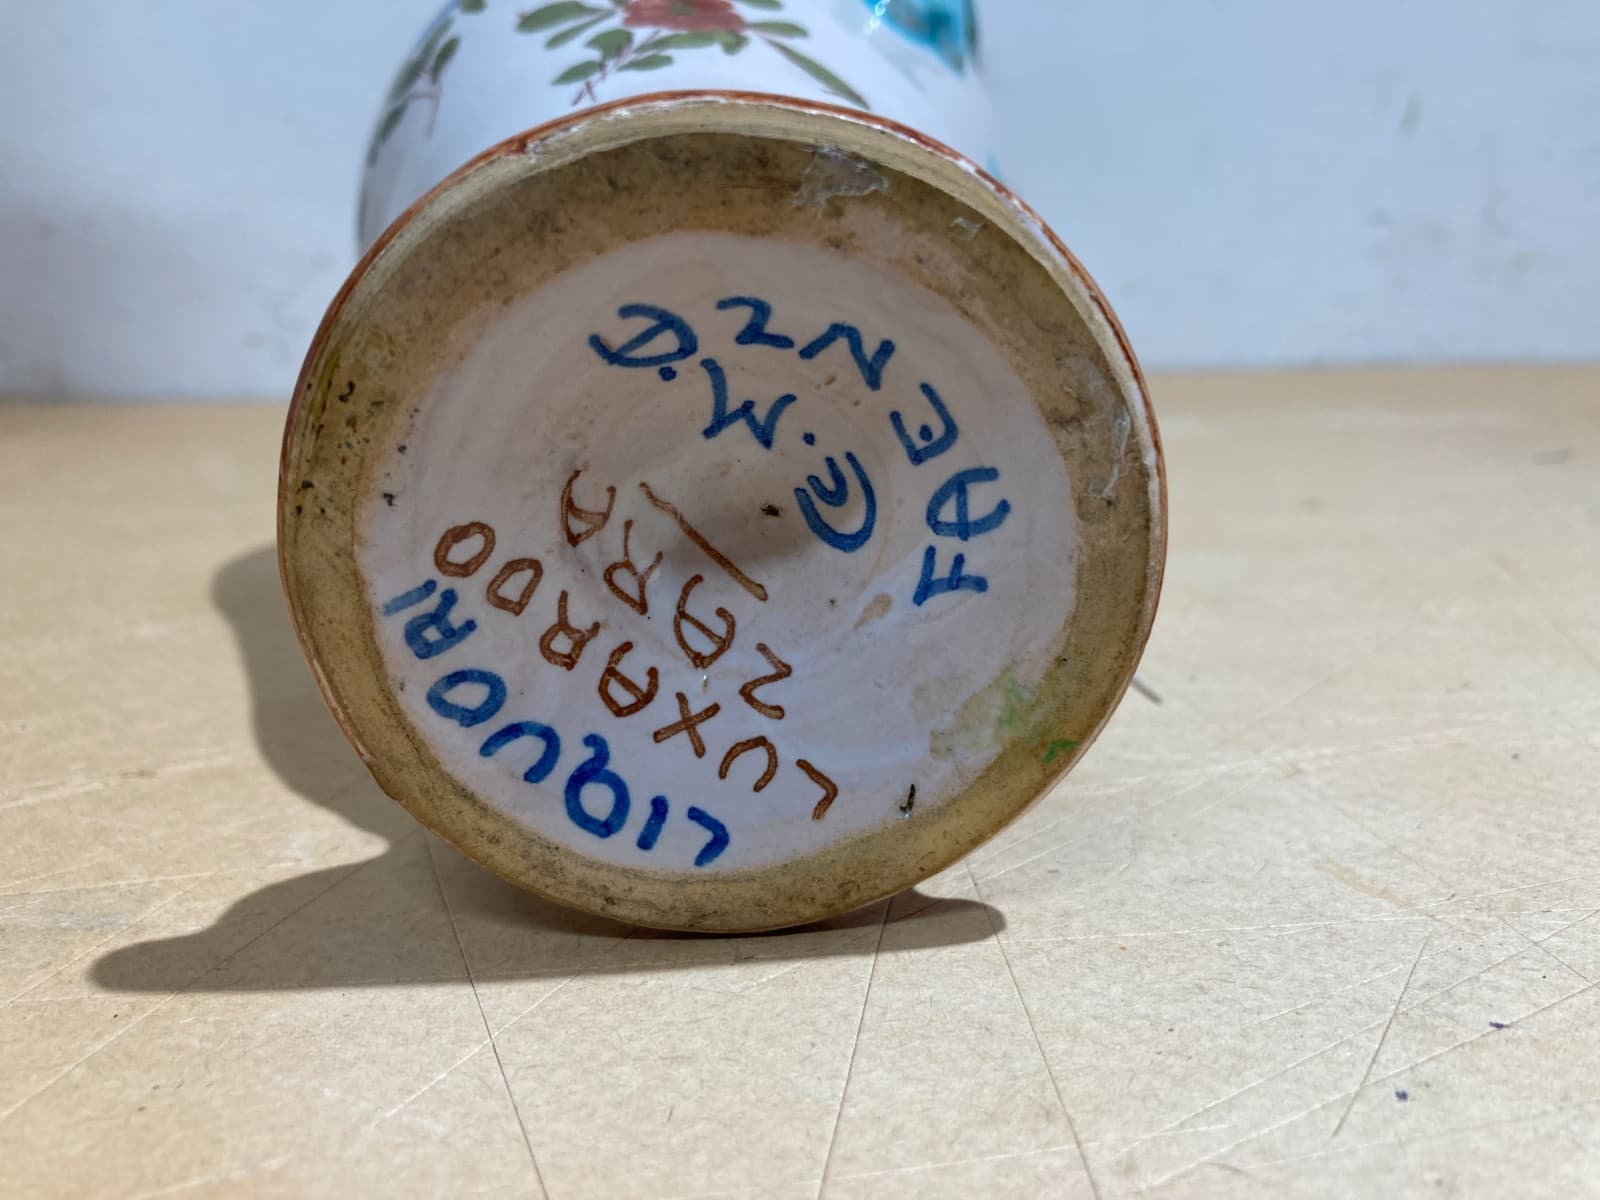 FAENZA
C.M.
LIQUORI
LUXARDO
ZARA